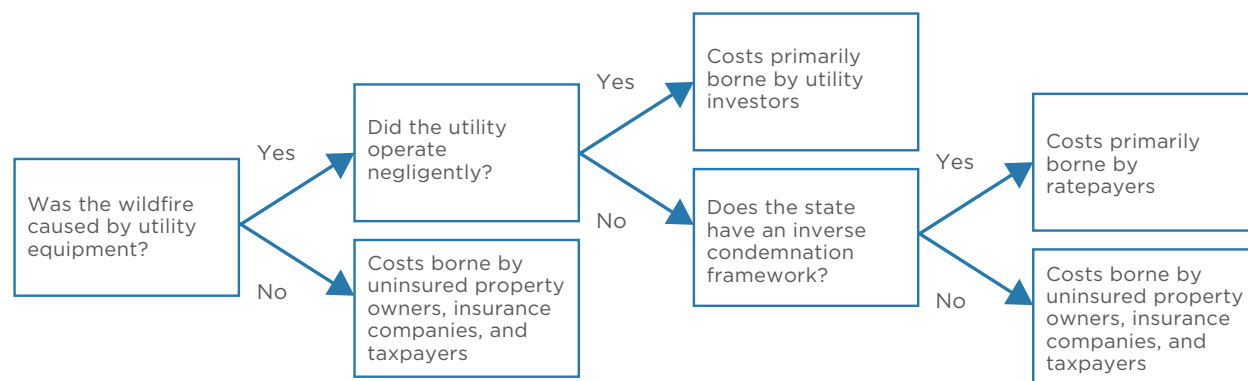 Was the wildfire
caused by utility
equipment?
Yes
No
Did the utility
operate
negligently?
Costs borne by
uninsured property
owners, insurance
companies, and
taxpayers
Yes
No
Costs primarily
borne by utility
investors
Does the state
have an inverse
condemnation
framework?
Yes
No
Costs primarily
borne by
ratepayers
Costs borne by
uninsured property
owners, insurance
companies, and
taxpayers